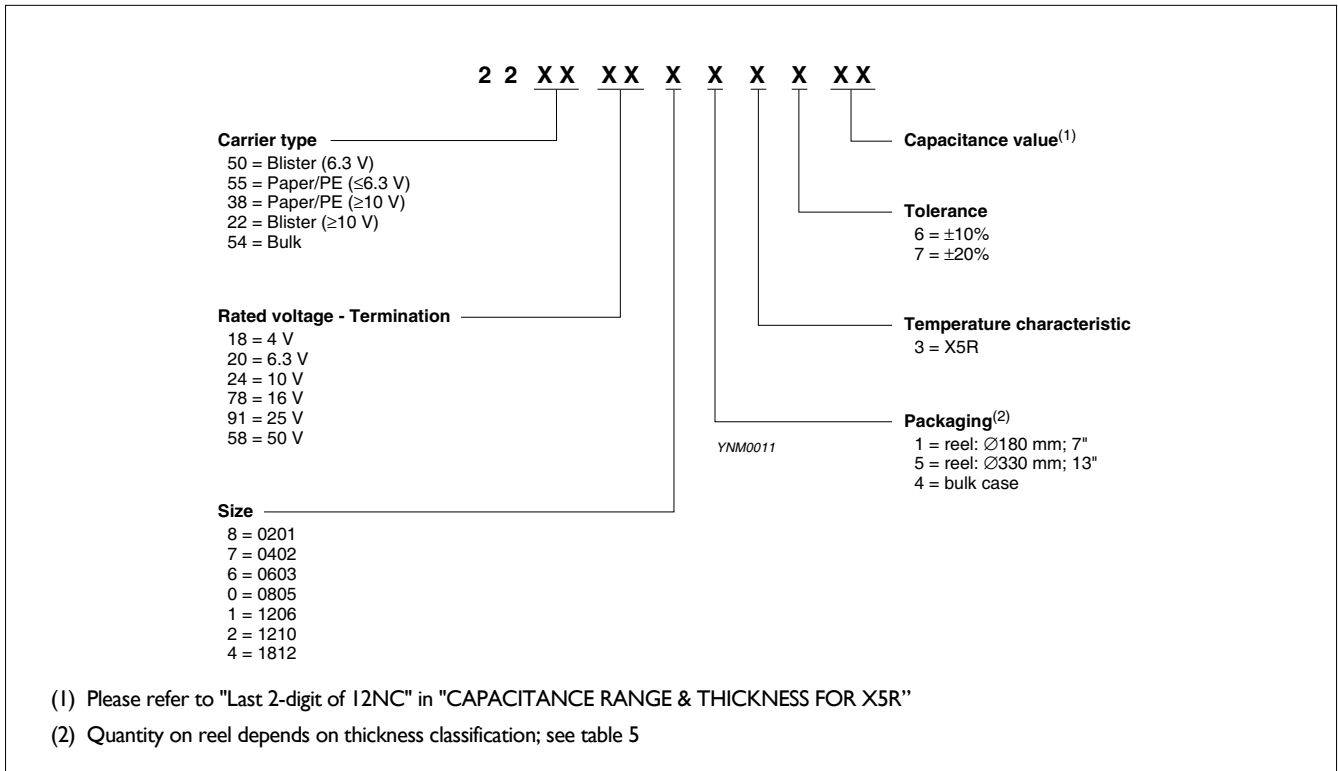 2 2 X X X X X X X X X X
Carrier type
50 = Blister (6.3 V)
55 = Paper/PE (≤6.3 V)
38 = Paper/PE (≥10 V)
22 = Blister (≥10 V)
54 = Bulk
Rated voltage - Termination
18 = 4 V
20 = 6.3 V
24 = 10 V
78 = 16 V
91 = 25 V
58 = 50 V
Size
8 = 0201
7 = 0402
6 = 0603
0 = 0805
1 = 1206
2 = 1210
4 = 1812
Capacitance value(1)
Tolerance
6 = ±10%
7 = ±20%
Temperature characteristic
3 = X5R
Packaging(2)
1 = reel: ∅180 mm; 7"
5 = reel: ∅330 mm; 13"
4 = bulk case
YNM0011
(1) Please refer to "Last 2-digit of 12NC" in "CAPACITANCE RANGE & THICKNESS FOR X5R”
(2) Quantity on reel depends on thickness classification; see table 5